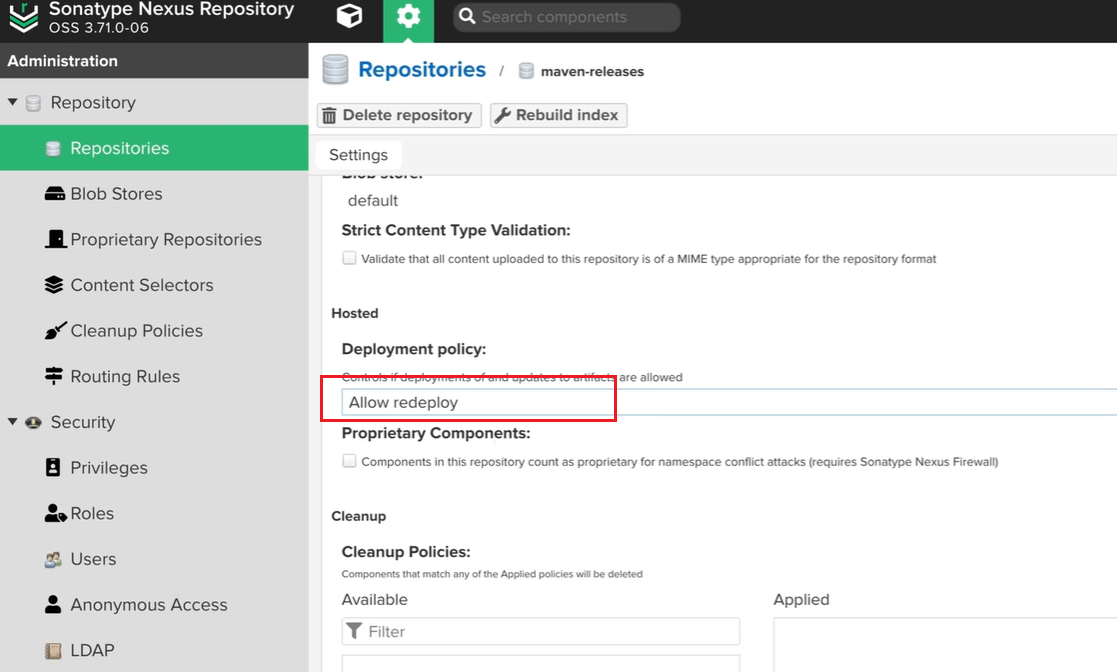 Sonatype Nexus Repository
OSS 3.71.0-06
Search components
Administration
Repository
Repositories
Blob Stores
Proprietary Repositories
Content Selectors
Cleanup Policies
Routing Rules
Security
Privileges
Roles
Users
Anonymous Access
LDAP
Repositories / maven-releases
Delete repository Rebuild index
Settings
Blob store:
default
Strict Content Type Validation:
Validate that all content uploaded to this repository is of a MIME type appropriate for the repository format
Hosted
Deployment policy:
Controls if deployments of and updates to artifacts are allowed
Allow redeploy
Proprietary Components:
Components in this repository count as proprietary for namespace conflict attacks (requires Sonatype Nexus Firewall)
Cleanup
Cleanup Policies:
Components that match any of the Applied policies will be deleted
Available Applied
Filter